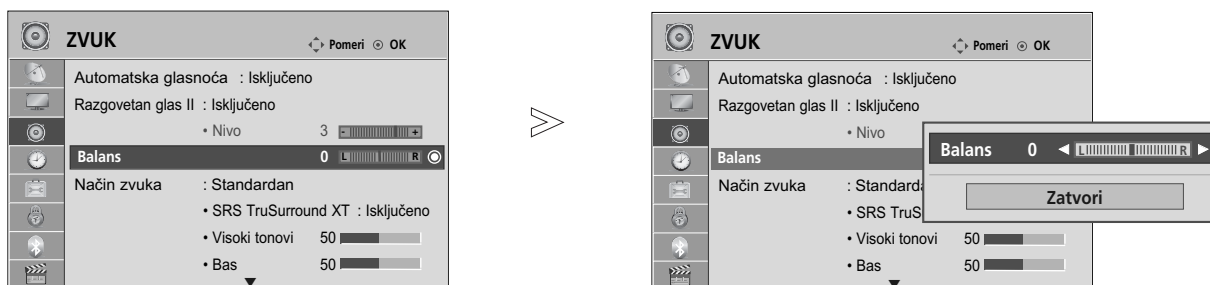 ZVUK Pomeri OK
Automatska glasnoća : Isključeno
Razgovetan glas II : Isključeno
• Nivo 3 - +
Balans 0 L R
Način zvuka : Standardan
• SRS TruSurround XT : Isključeno
• Visoki tonovi 50
• Bas 50
ZVUK Pomeri OK
Automatska glasnoća : Isključeno
Razgovetan glas II : Isključeno
• Nivo
Balans
Način zvuka : Standarda
• SRS TruS
• Visoki tonovi 50
• Bas 50
Balans 0 L R
Zatvori